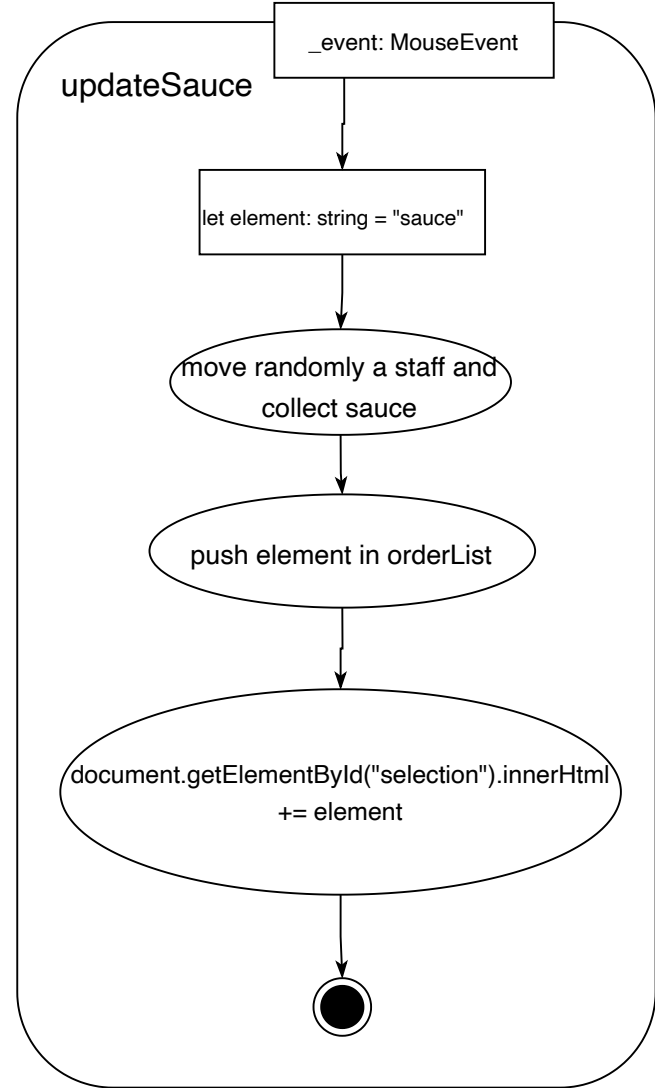 _event: MouseEvent
updateSauce
let element: string = "sauce"
move randomly a staff and
collect sauce
push element in orderList
document.getElementById("selection").innerHtml
+= element